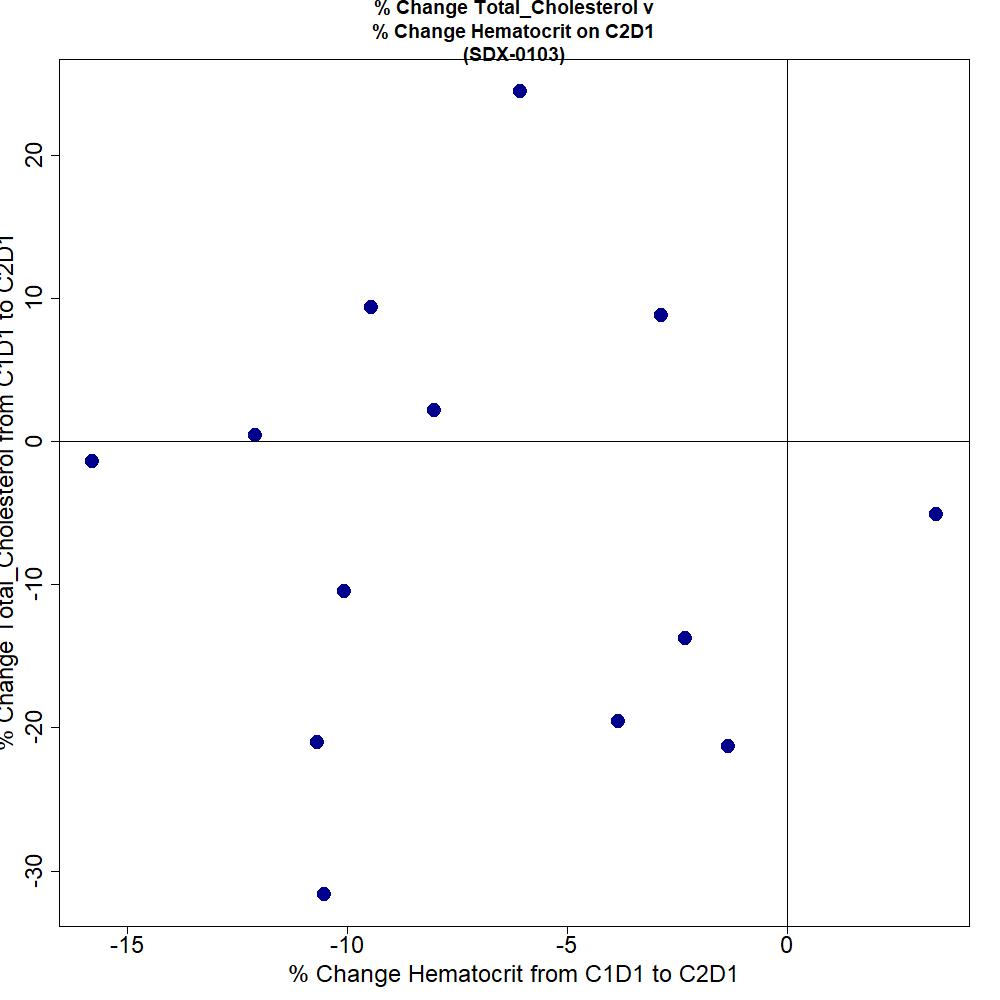 % Change Total_Cholesterol v
% Change Hematocrit on C2D1
(SDX-0103)
% Change Total_Cholesterol from C1D1 to C2D1
20
10
0
-10
-20
-30
-15
-10
-5
0
% Change Hematocrit from C1D1 to C2D1